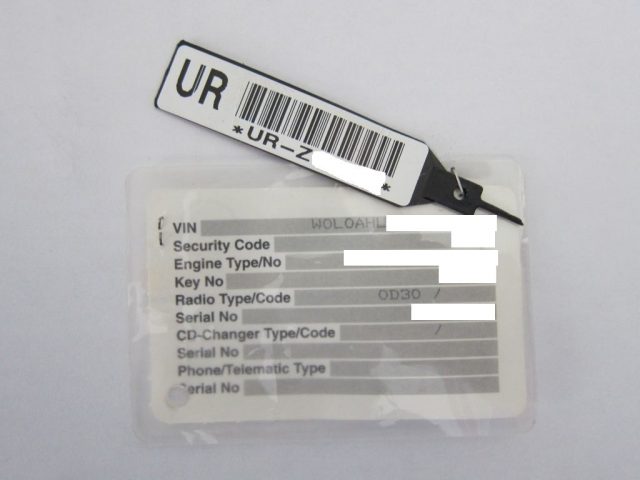 UR
*UR-Z *
VIN W0L0AHL
Security Code
Engine Type/No
Key No
Radio Type/Code OD30 /
Serial No
CD-Changer Type/Code /
Serial No
Phone/Telematic Type
Serial No